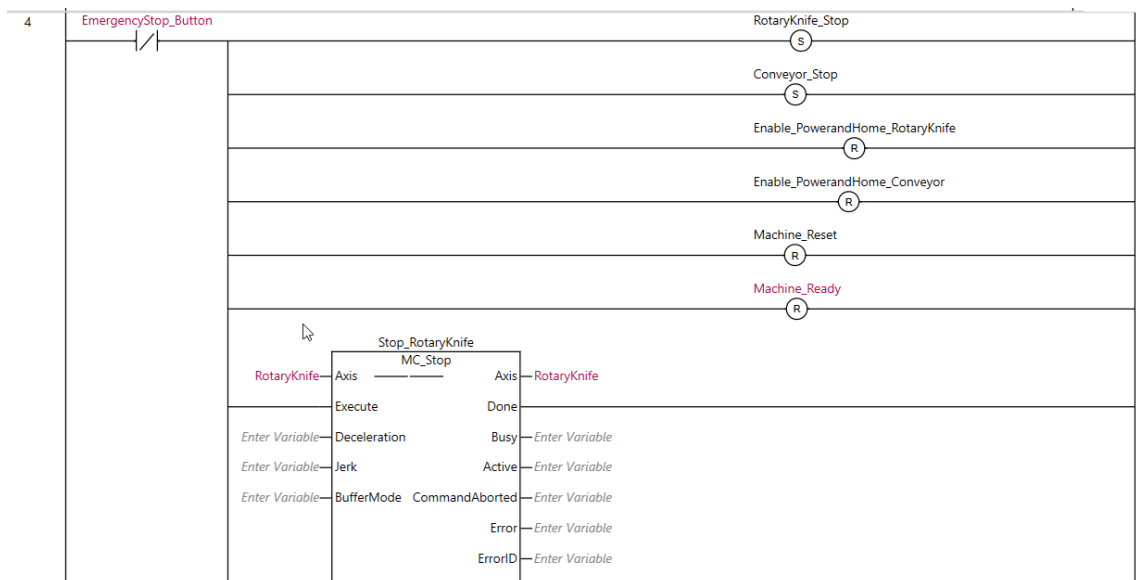 4
EmergencyStop_Button
RotaryKnife_Stop
S
Conveyor_Stop
S
Enable_PowerandHome_RotaryKnife
R
Enable_PowerandHome_Conveyor
R
Machine_Reset
R
Machine_Ready
R
Stop_RotaryKnife
MC_Stop
RotaryKnife Axis Axis RotaryKnife
Execute Done
Enter Variable Deceleration Busy Enter Variable
Enter Variable Jerk Active Enter Variable
Enter Variable BufferMode CommandAborted Enter Variable
Error Enter Variable
ErrorID Enter Variable